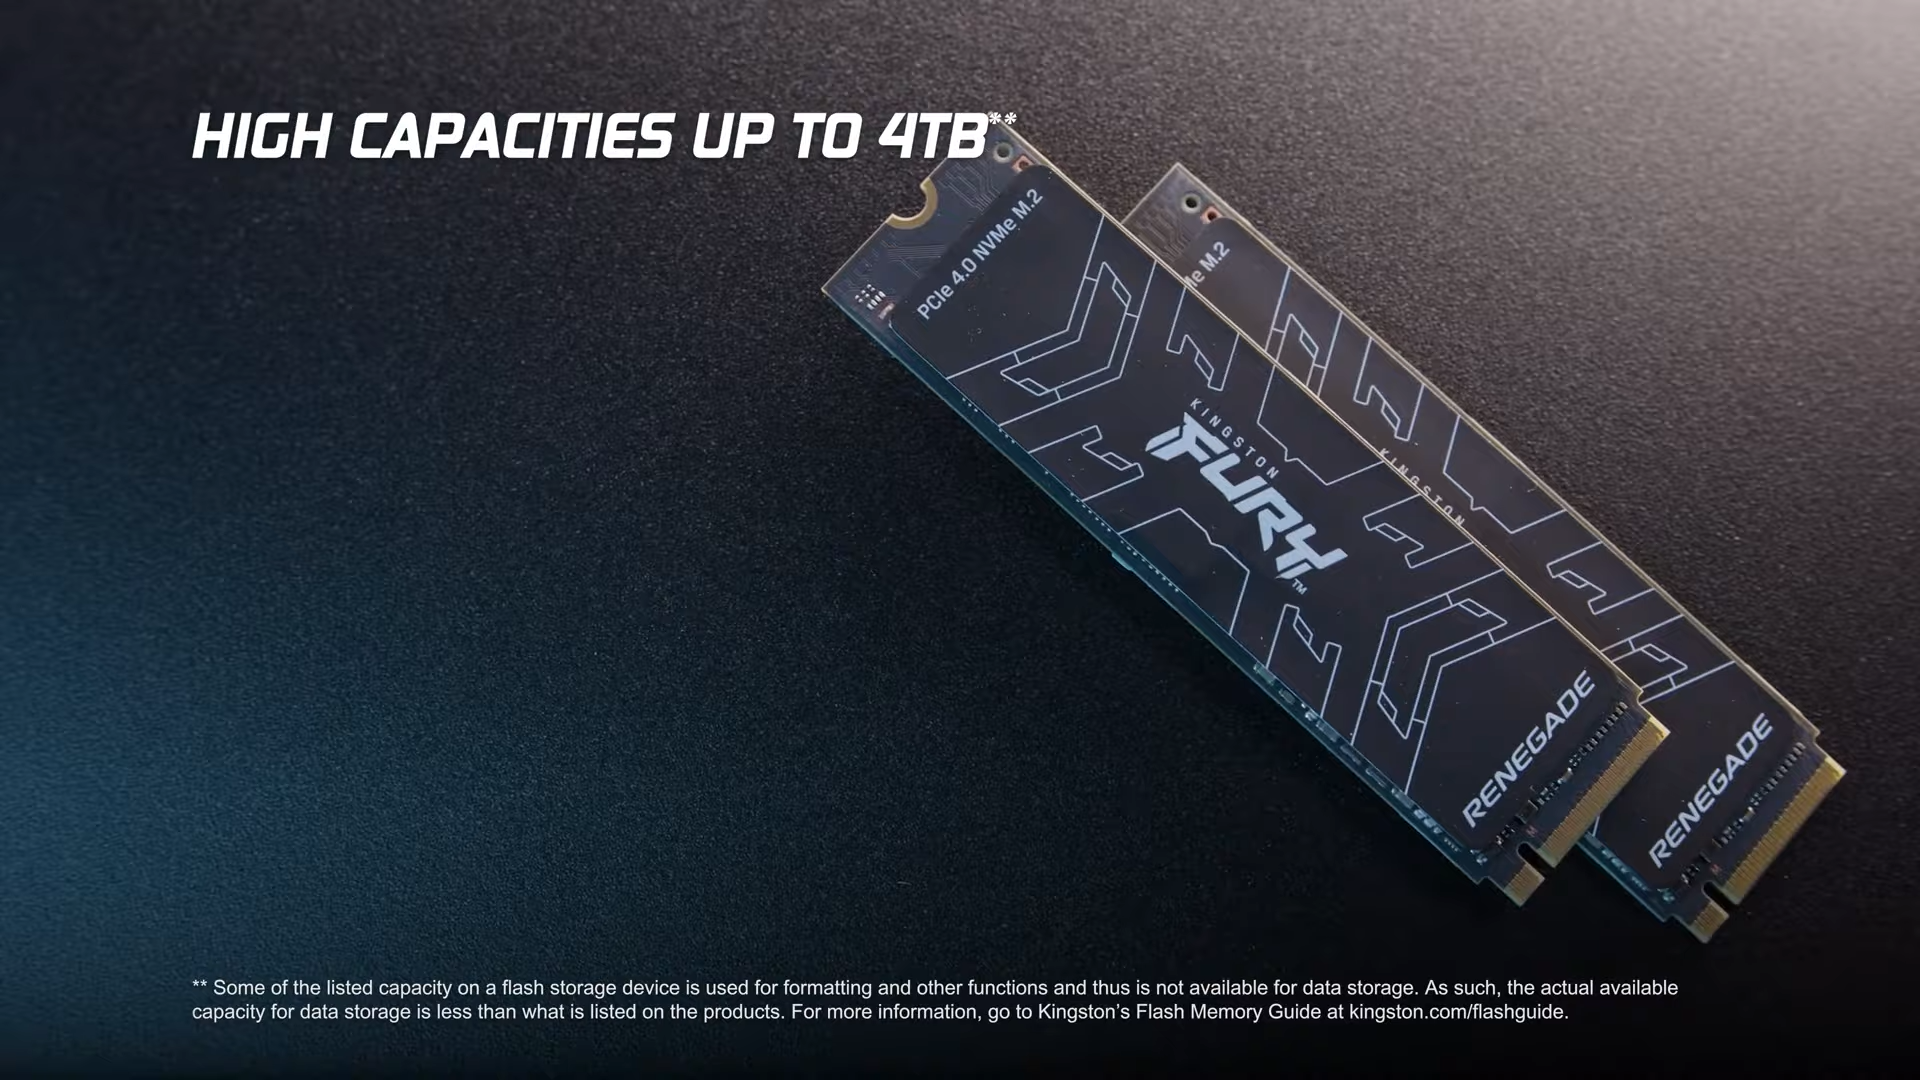 HIGH CAPACITIES UP TO 4TB**
PCIe 4.0 NVMe M.2
M.2
KINGSTON
FURY™
KINGSTON
RENEGADE
RENEGADE
** Some of the listed capacity on a flash storage device is used for formatting and other functions and thus is not available for data storage. As such, the actual available
capacity for data storage is less than what is listed on the products. For more information, go to Kingston’s Flash Memory Guide at kingston.com/flashguide.